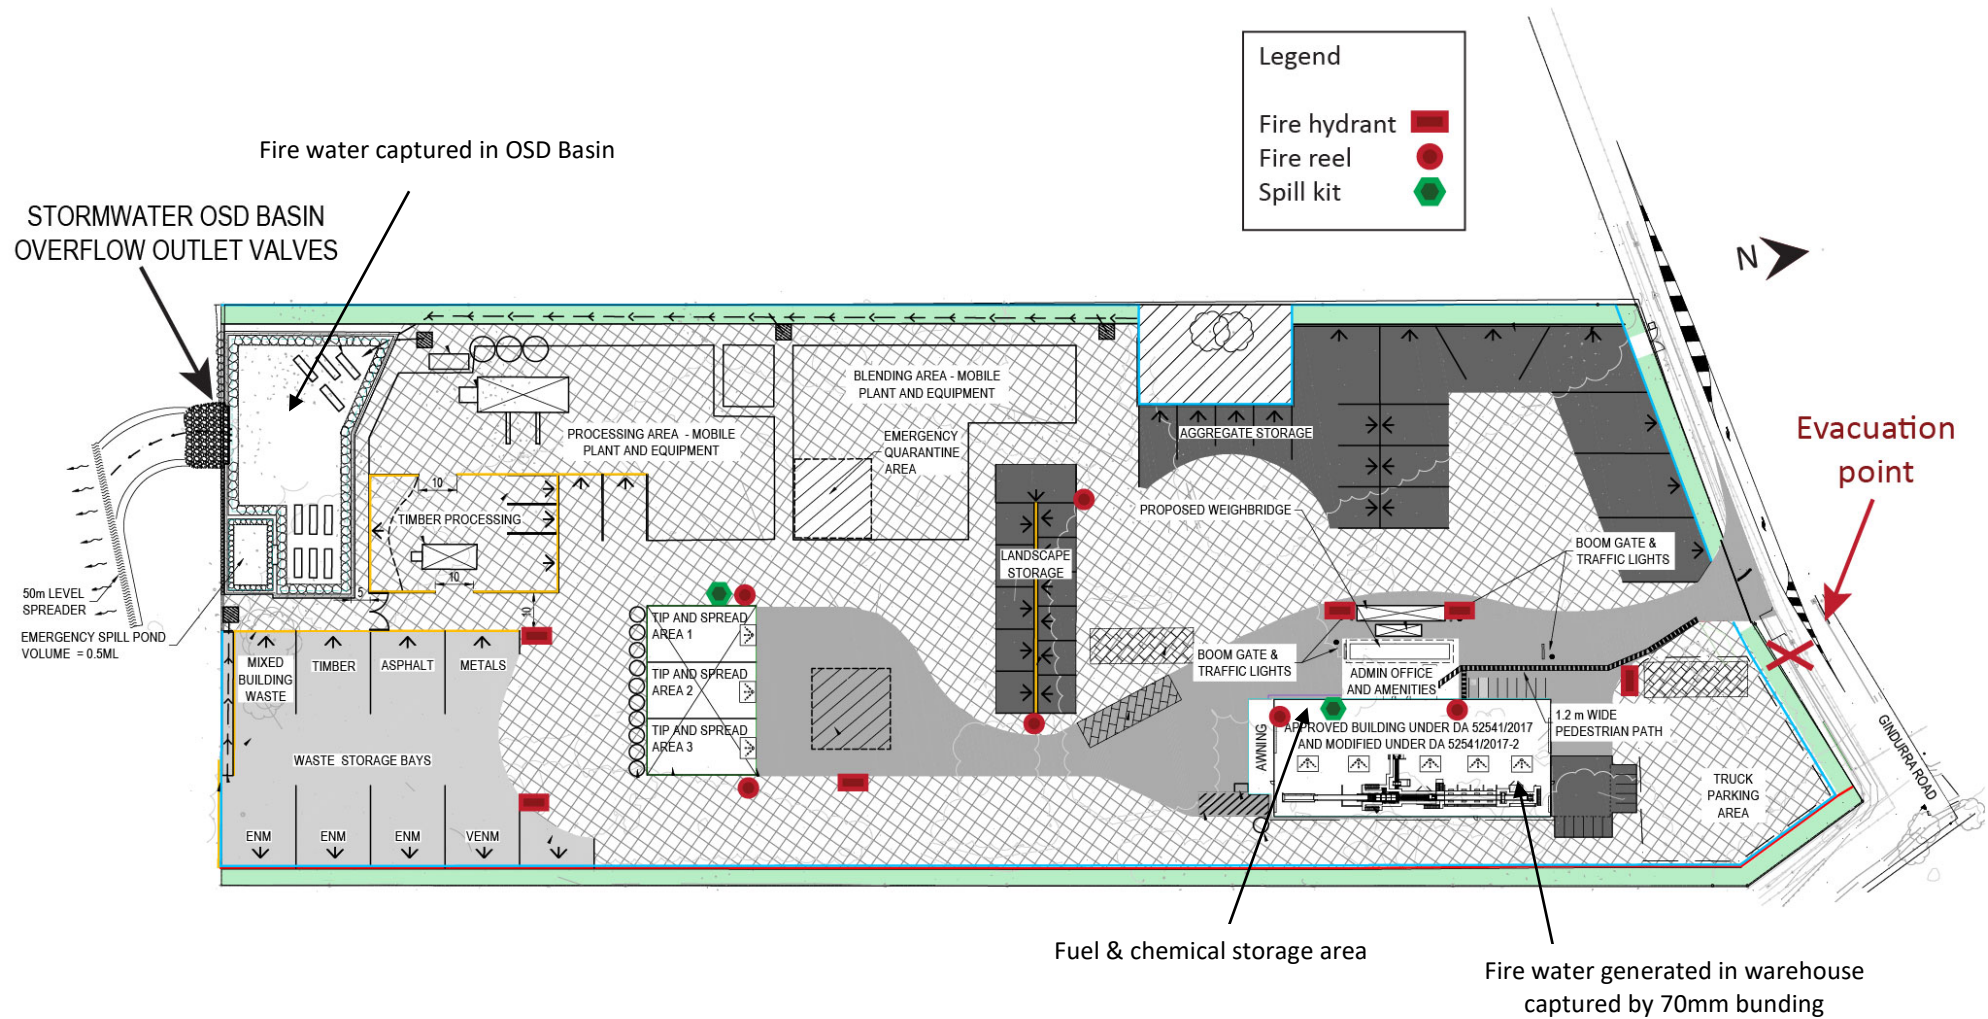 Legend
Fire hydrant
Fire reel
Spill kit
Fire water captured in OSD Basin
STORMWATER OSD BASIN
OVERFLOW OUTLET VALVES
N
Evacuation
point
BLENDING AREA - MOBILE
PLANT AND EQUIPMENT
EMERGENCY
QUARANTINE
AREA
PROCESSING AREA - MOBILE
PLANT AND EQUIPMENT
AGGREGATE STORAGE
10
TIMBER PROCESSING
10
PROPOSED WEIGHBRIDGE
BOOM GATE &
TRAFFIC LIGHTS
LANDSCAPE
STORAGE
50m LEVEL
SPREADER
5
10
EMERGENCY SPILL POND
VOLUME = 0.5ML
TIP AND SPREAD
AREA 1
TIP AND SPREAD
AREA 2
TIP AND SPREAD
AREA 3
MIXED
BUILDING
WASTE
TIMBER
ASPHALT
METALS
BOOM GATE &
TRAFFIC LIGHTS
ADMIN OFFICE
AND AMENITIES
AWNING
APPROVED BUILDING UNDER DA 52541/2017
AND MODIFIED UNDER DA 52541/2017-2
1.2 m WIDE
PEDESTRIAN PATH
GINDURRA ROAD
WASTE STORAGE BAYS
TRUCK
PARKING
AREA
ENM
ENM
ENM
VENM
Fuel & chemical storage area
Fire water generated in warehouse
captured by 70mm bunding